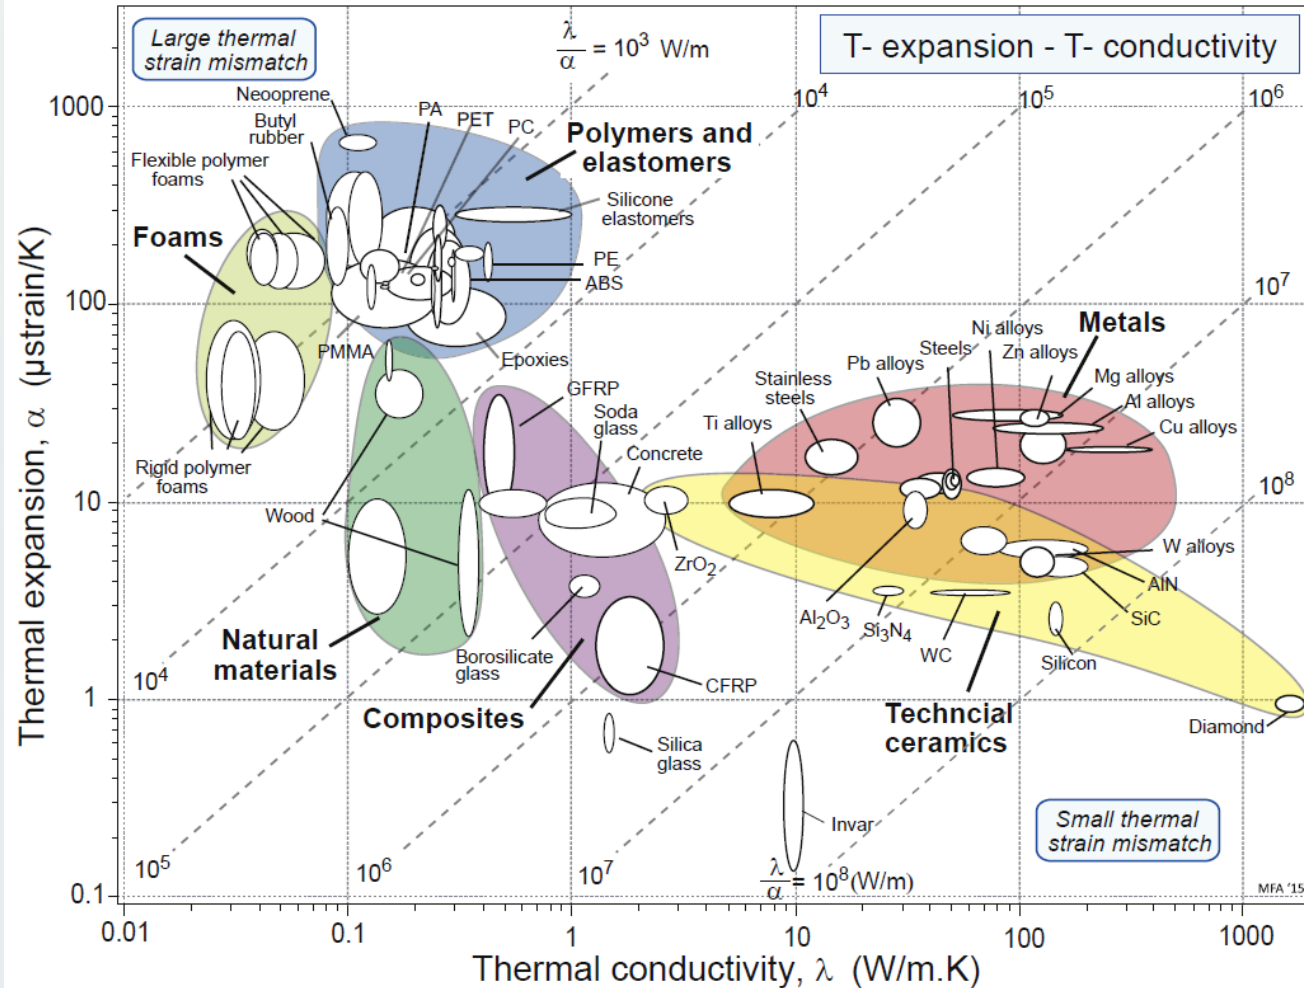 Large thermal
strain mismatch
λ/α = 10³ W/m
T- expansion - T- conductivity
10⁴
10⁵
10⁶
1000
Neooprene
PA
PET
PC
Butyl
rubber
Polymers and
elastomers
Flexible polymer
foams
Silicone
elastomers
Foams
PE
ABS
10⁷
100
Metals
Ni alloys
Zn alloys
Steels
Pb alloys
Mg alloys
PMMA
Epoxies
GFRP
Stainless
steels
Al alloys
Soda
glass
Ti alloys
Cu alloys
Concrete
Rigid polymer
foams
10⁸
10
Wood
ZrO₂
W alloys
AlN
Al₂O₃
Si₃N₄
SiC
Natural
materials
Borosilicate
glass
WC
Silicon
10⁴
CFRP
1
Composites
Techncial
ceramics
Diamond
Silica
glass
Invar
Small thermal
strain mismatch
10⁵
10⁶
10⁷
λ/α = 10⁸ (W/m)
MFA '15
0.1
0.01
0.1
1
10
100
1000
Thermal conductivity, λ (W/m.K)
Thermal expansion, α (µstrain/K)